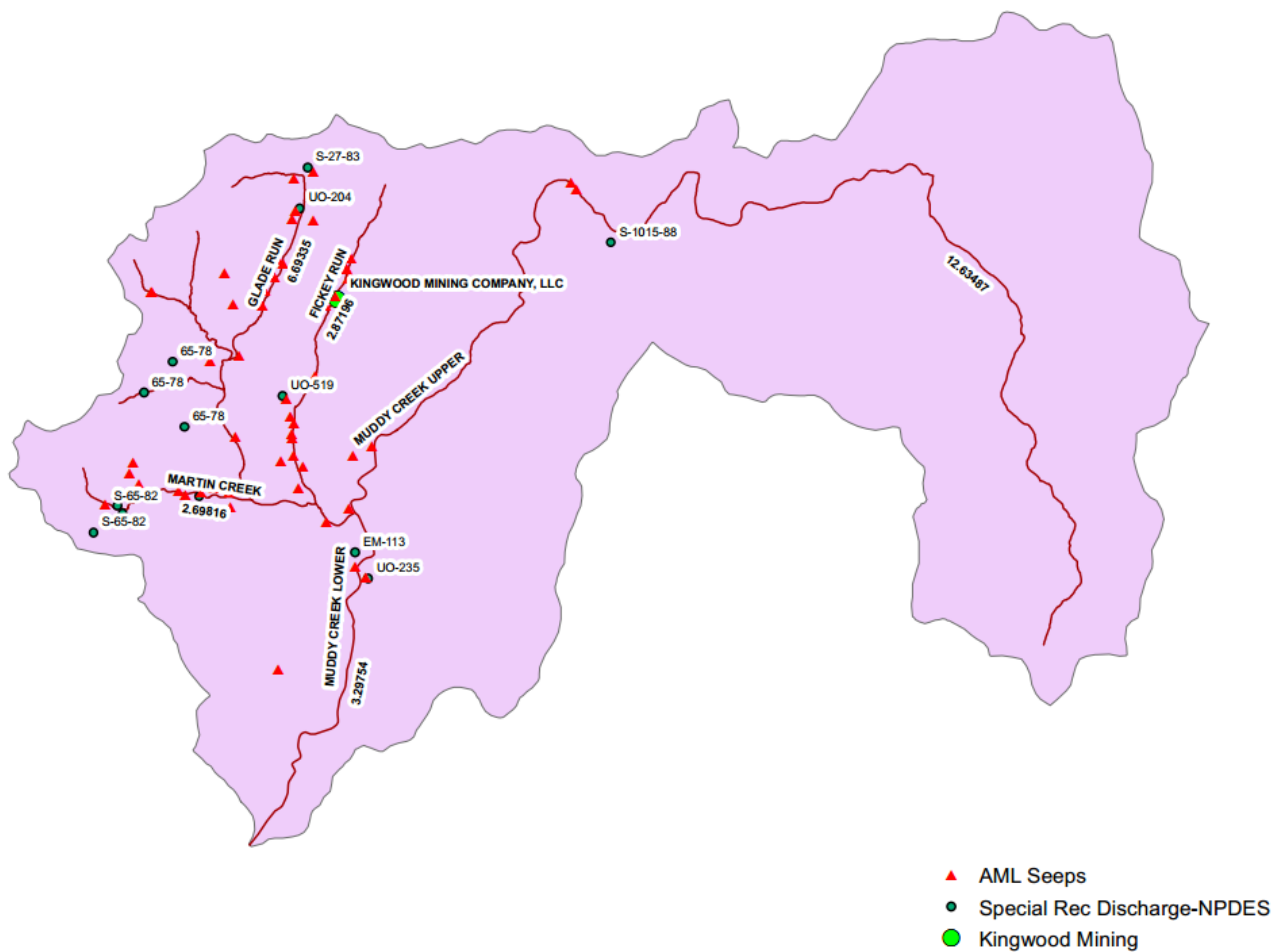 S-27-83
UO-204
GLADE RUN
6.69335
FICKEY RUN
KINGWOOD MINING COMPANY, LLC
2.87196
S-1015-88
12.63487
65-78
65-78
65-78
UO-519
MUDDY CREEK UPPER
MARTIN CREEK
2.69816
S-65-82
S-65-82
EM-113
UO-235
MUDDY CREEK LOWER
3.29754
AML Seeps
Special Rec Discharge-NPDES
Kingwood Mining